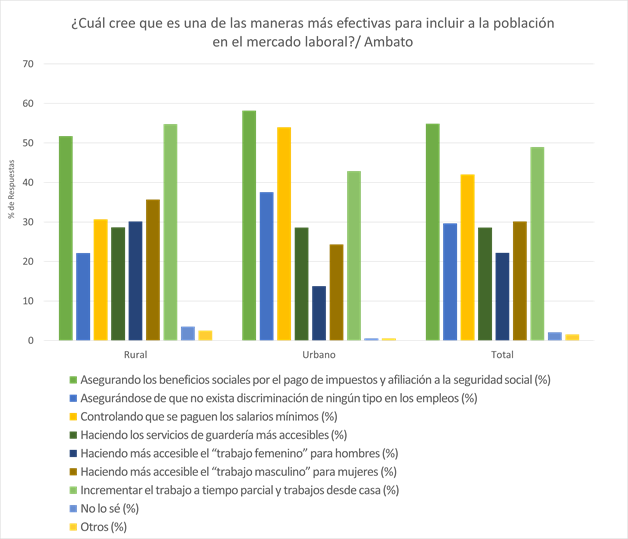 ¿Cuál cree que es una de las maneras más efectivas para incluir a la población
en el mercado laboral?/ Ambato
70
60
50
40
30
20
10
0
% de Respuestas
Rural
Urbano
Total
Asegurando los beneficios sociales por el pago de impuestos y afiliación a la seguridad social (%)
Asegurándose de que no exista discriminación de ningún tipo en los empleos (%)
Controlando que se paguen los salarios mínimos (%)
Haciendo los servicios de guardería más accesibles (%)
Haciendo más accesible el “trabajo femenino” para hombres (%)
Haciendo más accesible el “trabajo masculino” para mujeres (%)
Incrementar el trabajo a tiempo parcial y trabajos desde casa (%)
No lo sé (%)
Otros (%)